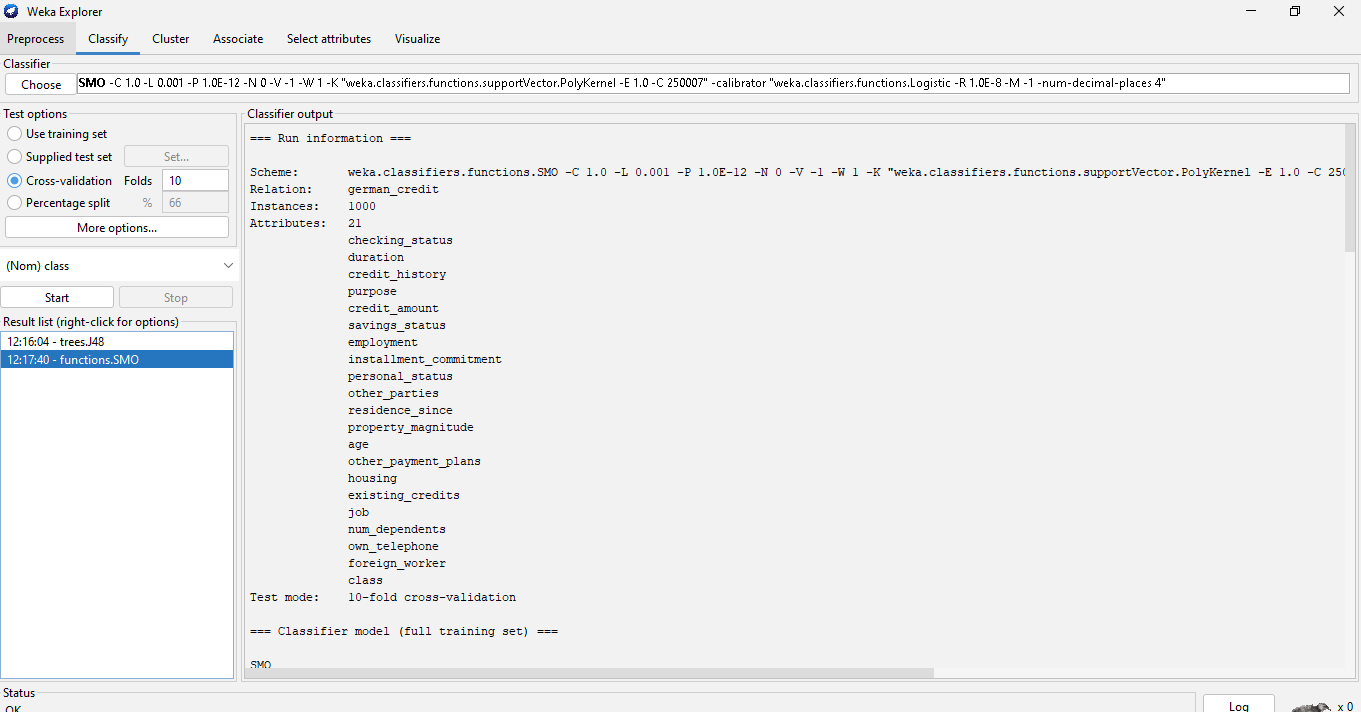 Weka Explorer
Preprocess Classify Cluster Associate Select attributes Visualize
Classifier
Choose SMO -C 1.0 -L 0.001 -P 1.0E-12 -N 0 -V -1 -W 1 -K "weka.classifiers.functions.supportVector.PolyKernel -E 1.0 -C 250007" -calibrator "weka.classifiers.functions.Logistic -R 1.0E-8 -M -1 -num-decimal-places 4"
Test options
Use training set
Supplied test set Set...
Cross-validation Folds 10
Percentage split % 66
More options...
(Nom) class
Start Stop
Result list (right-click for options)
12:16:04 - trees.J48
12:17:40 - functions.SMO
Classifier output
=== Run information ===
Scheme: weka.classifiers.functions.SMO -C 1.0 -L 0.001 -P 1.0E-12 -N 0 -V -1 -W 1 -K "weka.classifiers.functions.supportVector.PolyKernel -E 1.0 -C 250
Relation: german_credit
Instances: 1000
Attributes: 21
checking_status
duration
credit_history
purpose
credit_amount
savings_status
employment
installment_commitment
personal_status
other_parties
residence_since
property_magnitude
age
other_payment_plans
housing
existing_credits
job
num_dependents
own_telephone
foreign_worker
class
Test mode: 10-fold cross-validation
=== Classifier model (full training set) ===
SMO
Status
OK
Log x 0